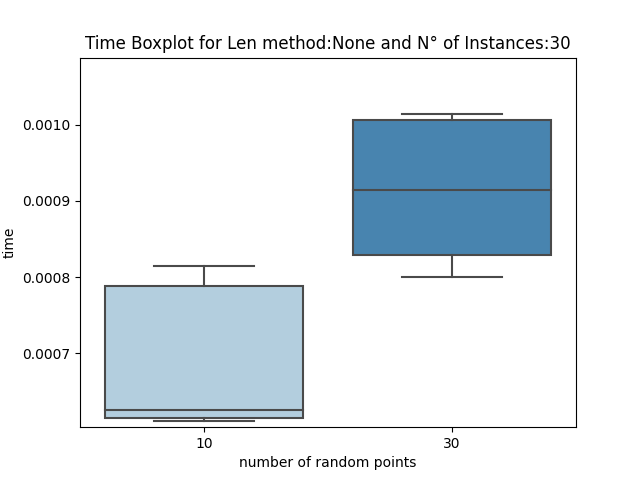 Time Boxplot for Len method:None and N° of Instances:30
0.0010
0.0009
0.0008
0.0007
time
10
30
number of random points